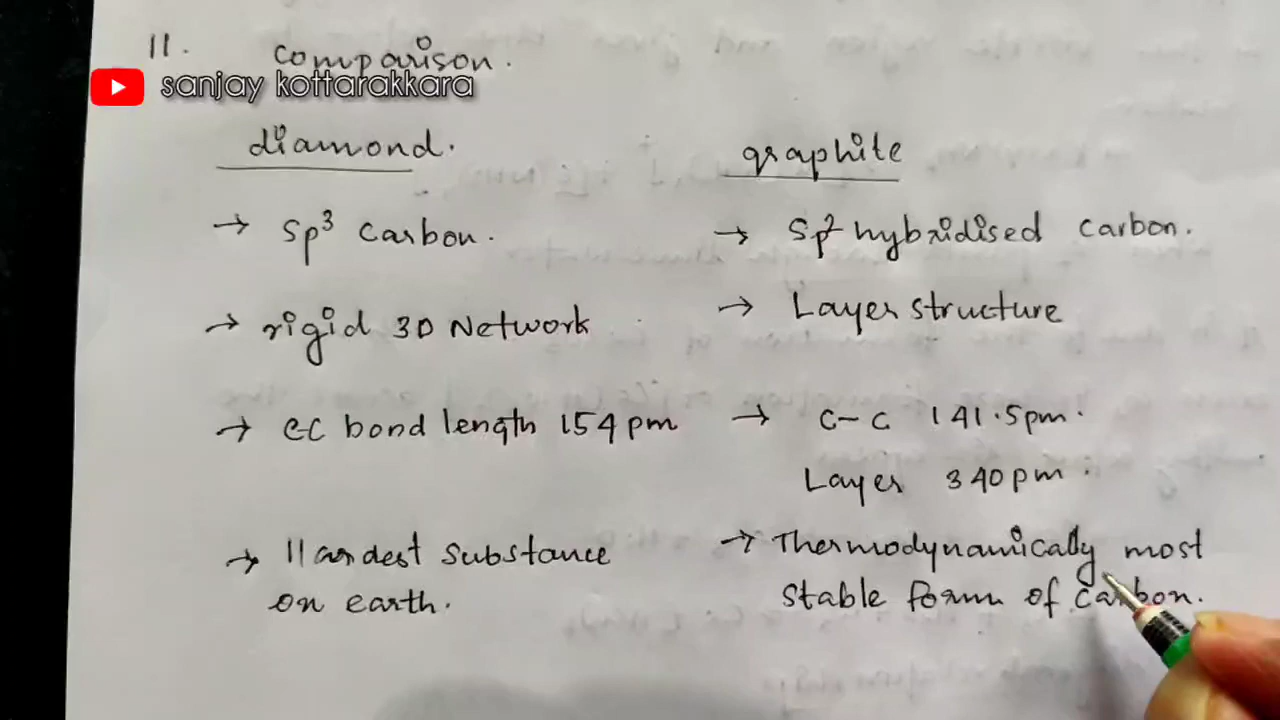 11. comparison.
sanjay kottarakkara
diamond.
→ sp³ carbon.
→ rigid 3D Network
→ c-c bond length 154 pm
→ Hardest substance
on earth.
graphite
→ sp² hybridised carbon.
→ Layer structure
→ c-c 141.5pm.
Layer 340pm.
→ Thermodynamically most
stable form of carbon.